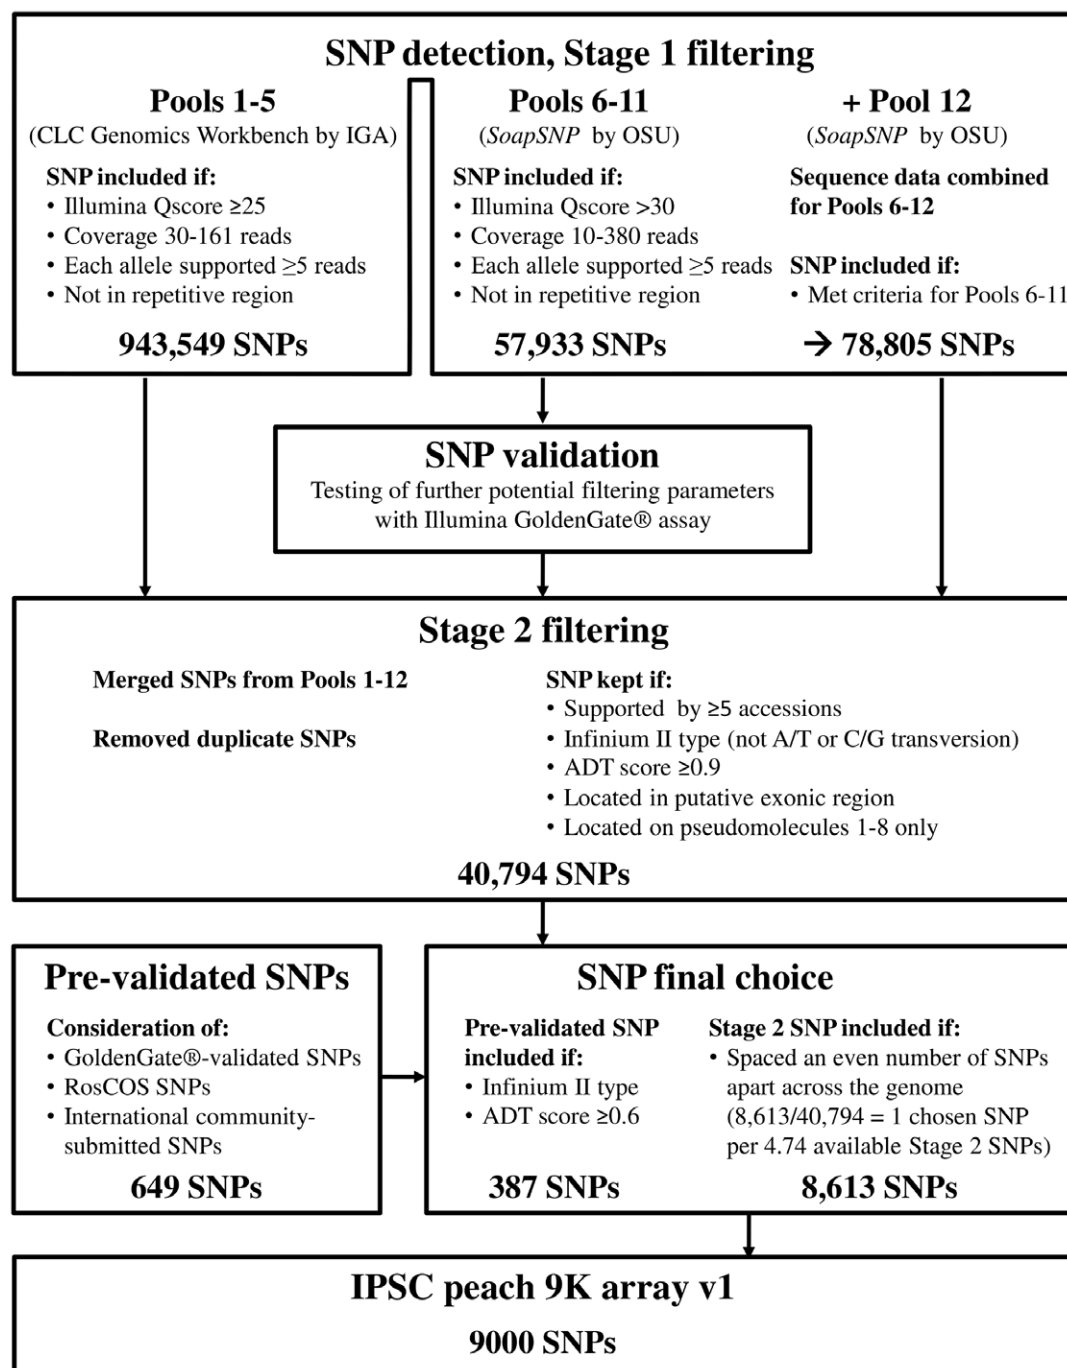 SNP detection, Stage 1 filtering
Pools 1-5
(CLC Genomics Workbench by IGA)
SNP included if:
• Illumina Qscore ≥25
• Coverage 30-161 reads
• Each allele supported ≥5 reads
• Not in repetitive region
943,549 SNPs
Pools 6-11
(SoapSNP by OSU)
SNP included if:
• Illumina Qscore >30
• Coverage 10-380 reads
• Each allele supported ≥5 reads
• Not in repetitive region
57,933 SNPs
+ Pool 12
(SoapSNP by OSU)
Sequence data combined
for Pools 6-12
SNP included if:
• Met criteria for Pools 6-11
→ 78,805 SNPs
SNP validation
Testing of further potential filtering parameters
with Illumina GoldenGate® assay
Stage 2 filtering
Merged SNPs from Pools 1-12
Removed duplicate SNPs
SNP kept if:
• Supported by ≥5 accessions
• Infinium II type (not A/T or C/G transversion)
• ADT score ≥0.9
• Located in putative exonic region
• Located on pseudomolecules 1-8 only
40,794 SNPs
Pre-validated SNPs
Consideration of:
• GoldenGate®-validated SNPs
• RosCOS SNPs
• International community-
submitted SNPs
649 SNPs
SNP final choice
Pre-validated SNP
included if:
• Infinium II type
• ADT score ≥0.6
387 SNPs
Stage 2 SNP included if:
• Spaced an even number of SNPs
apart across the genome
(8,613/40,794 = 1 chosen SNP
per 4.74 available Stage 2 SNPs)
8,613 SNPs
IPSC peach 9K array v1
9000 SNPs